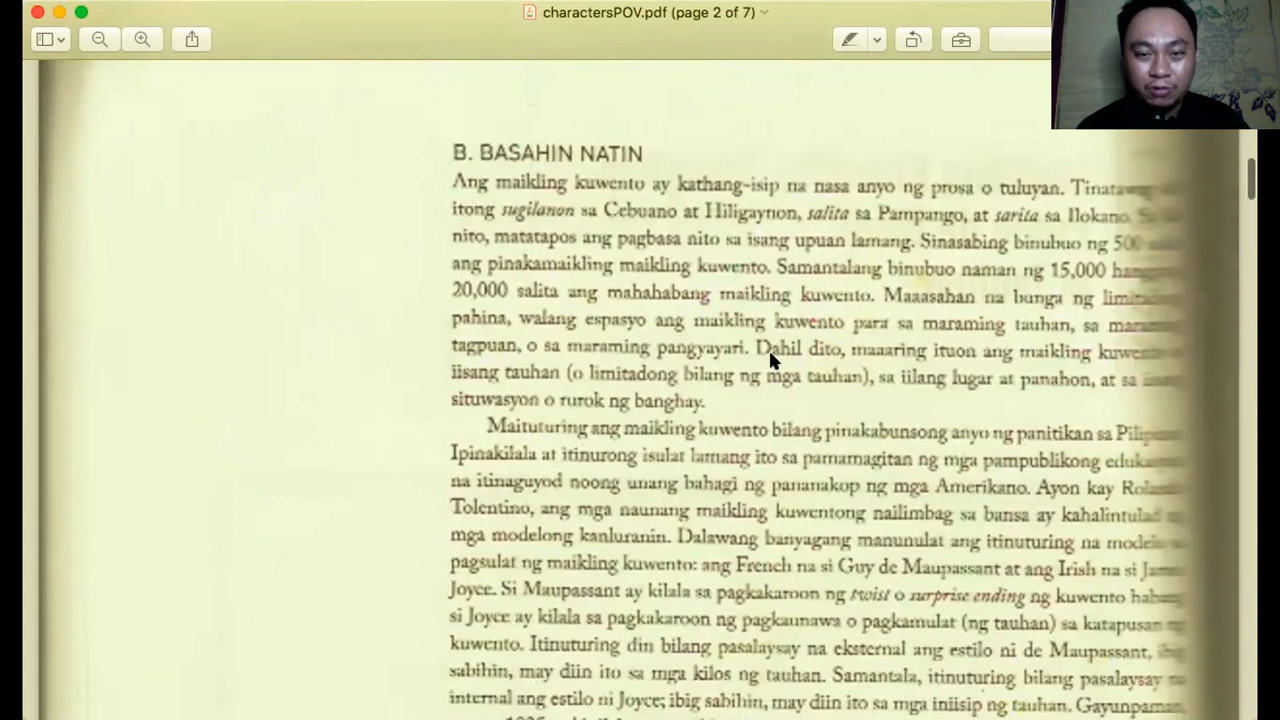 charactersPOV.pdf (page 2 of 7)
B. BASAHIN NATIN
Ang maikling kuwento ay kathang-isip na nasa anyo ng prosa o tuluyan.
itong sugilanon sa Cebuano at Hiligaynon, salita sa Pampango, at sarita sa Ilokano.
nito, matatapos ang pagbasa nito sa isang upuan lamang. Sinasabing binubuo ng 500
ang pinakamaikling maikling kuwento. Samantalang binubuo naman ng 15,000
20,000 salita ang mahahabang maikling kuwento. Maaasahan na bunga ng
pahina, walang espasyo ang maikling kuwento para sa maraming tauhan, sa
tagpuan, o sa maraming pangyayari. Dahil dito, maaaring ituon ang maikling
iisang tauhan (o limitadong bilang ng mga tauhan), sa iilang lugar at panahon, at sa
situwasyon o rurok ng banghay.
Maituturing ang maikling kuwento bilang pinakabunsong anyo ng panitikan sa
Ipinakilala at itinurong isulat lamang ito sa pamamagitan ng mga pampublikong
na itinaguyod noong unang bahagi ng pananakop ng mga Amerikano. Ayon kay
Tolentino, ang mga naunang maikling kuwentong nailimbag sa bansa ay kahalintulad
mga modelong kanluranin. Dalawang banyagang manunulat ang itinuturing na
pagsulat ng maikling kuwento: ang French na si Guy de Maupassant at ang Irish na si
Joyce. Si Maupassant ay kilala sa pagkakaroon ng twist o surprise ending ng kuwento
si Joyce ay kilala sa pagkakaroon ng pagkaunawa o pagkamulat (ng tauhan) sa katapusan
kuwento. Itinuturing din bilang pasalaysay na eksternal ang estilo ni de Maupassant,
sabihin, may diin ito sa mga kilos ng tauhan. Samantala, itinuturing bilang pasalaysay
internal ang estilo ni Joyce; ibig sabihin, may diin ito sa mga iniisip ng tauhan.